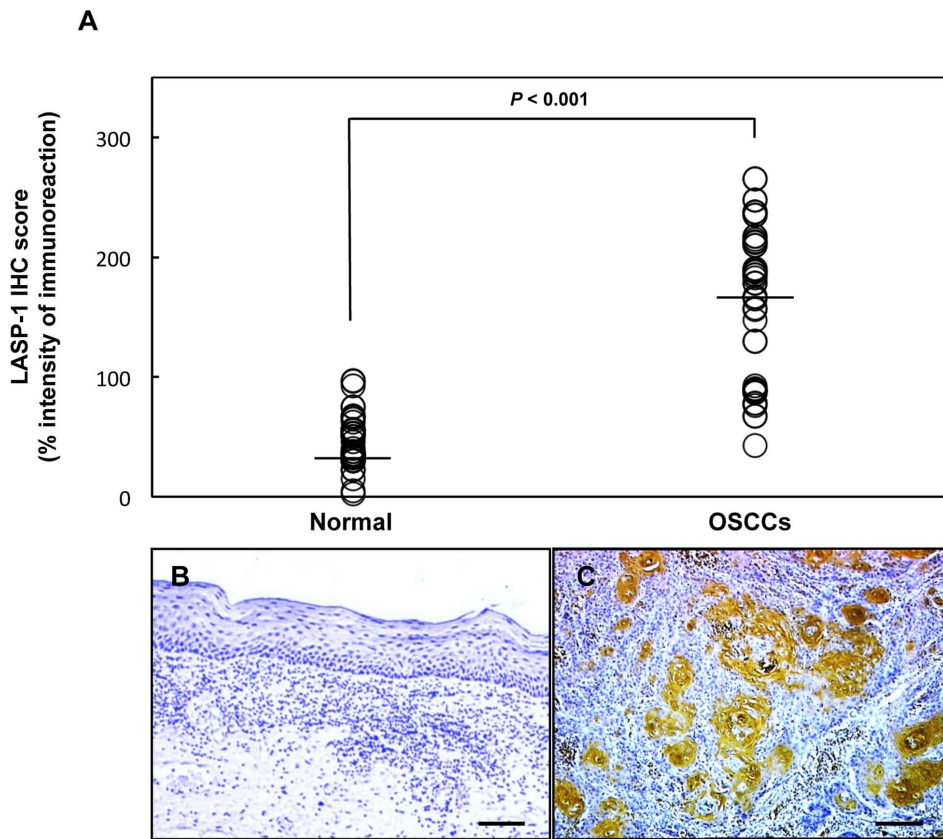 A
P < 0.001
300
200
100
0
LASP-1 IHC score
(% intensity of immunoreaction)
Normal
OSCCs
B
C